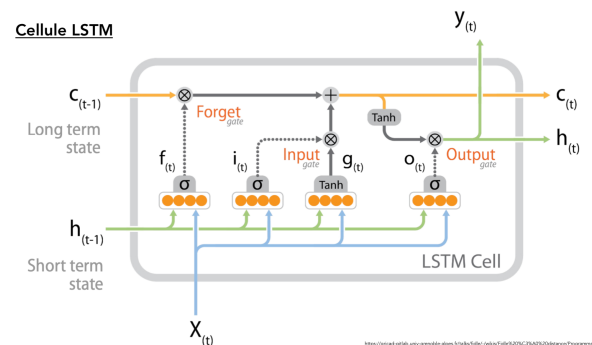 Cellule LSTM
y(t)
c(t-1)
c(t)
Forget
gate
Tanh
Long term
state
Input
gate
Output
gate
h(t)
f(t)
i(t)
g(t)
o(t)
σ
σ
Tanh
σ
h(t-1)
Short term
state
LSTM Cell
X(t)